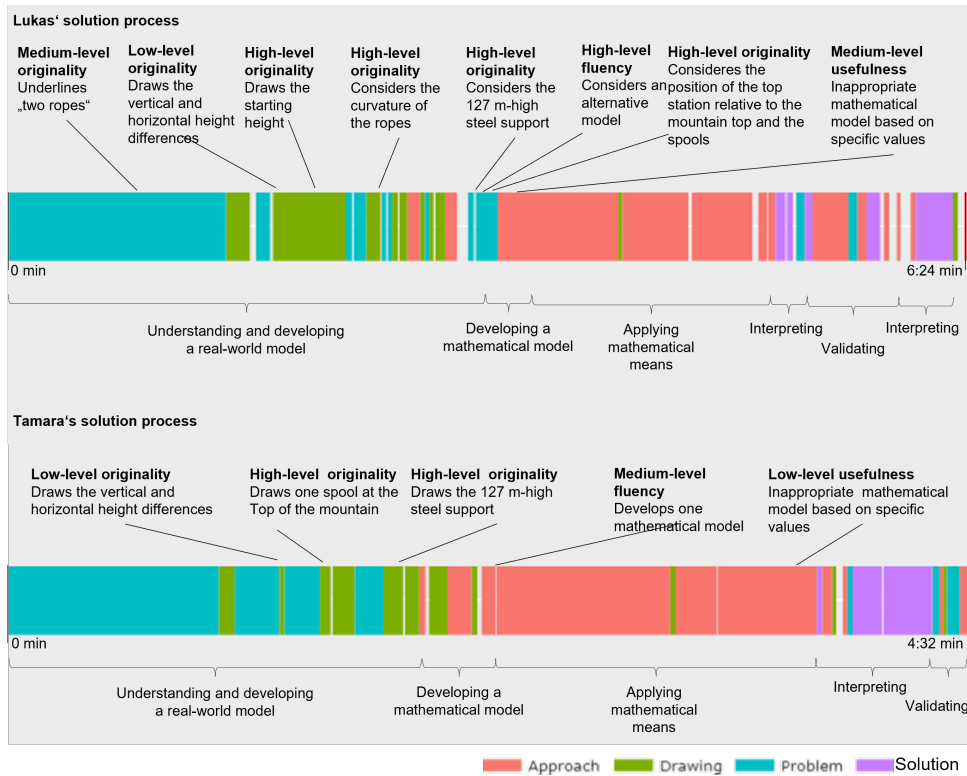 Lukas‘ solution process
Medium-level
originality
Underlines
„two ropes“
Low-level
originality
Draws the
vertical and
horizontal height
differences
High-level
originality
Draws the
starting
height
High-level
originality
Considers the
curvature of
the ropes
High-level
originality
Considers the
127 m-high
steel support
High-level
fluency
Considers an
alternative
model
High-level originality
Consideres the
position of the top
station relative to the
mountain top and the
spools
Medium-level
usefulness
Inappropriate
mathematical
model based on
specific values
0 min
6:24 min
Understanding and developing
a real-world model
Developing a
mathematical model
Applying
mathematical
means
Interpreting
Validating
Interpreting
Tamara‘s solution process
Low-level originality
Draws the vertical and
horizontal height differences
High-level originality
Draws one spool at the
Top of the mountain
High-level originality
Draws the 127 m-high
steel support
Medium-level
fluency
Develops one
mathematical model
Low-level usefulness
Inappropriate mathematical
model based on specific
values
0 min
4:32 min
Understanding and developing
a real-world model
Developing a
mathematical model
Applying
mathematical
means
Interpreting
Validating
Approach
Drawing
Problem
Solution